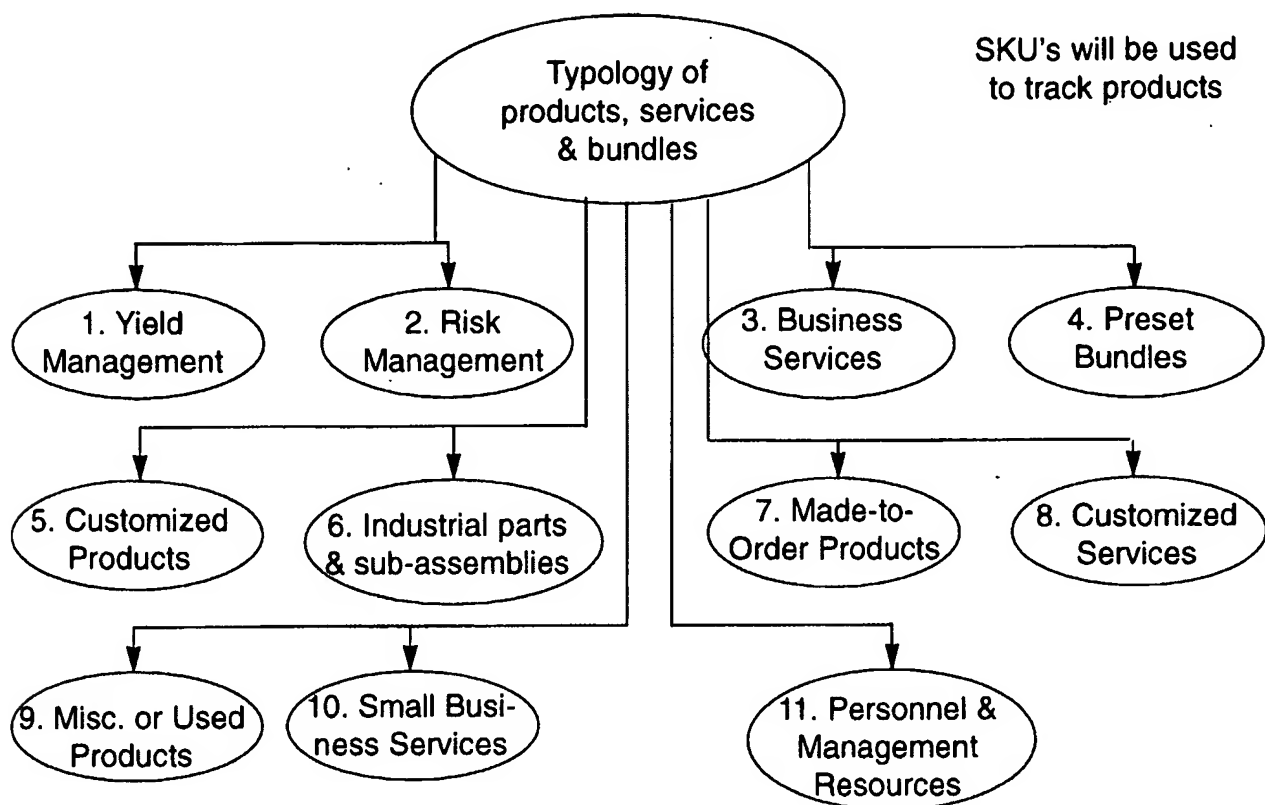 Typology of
products, services
& bundles
SKU's will be used
to track products
1. Yield
Management
2. Risk
Management
3. Business
Services
4. Preset
Bundles
5. Customized
Products
6. Industrial parts
& sub-assemblies
7. Made-to-
Order Products
8. Customized
Services
9. Misc. or Used
Products
10. Small Busi-
ness Services
11. Personnel &
Management
Resources